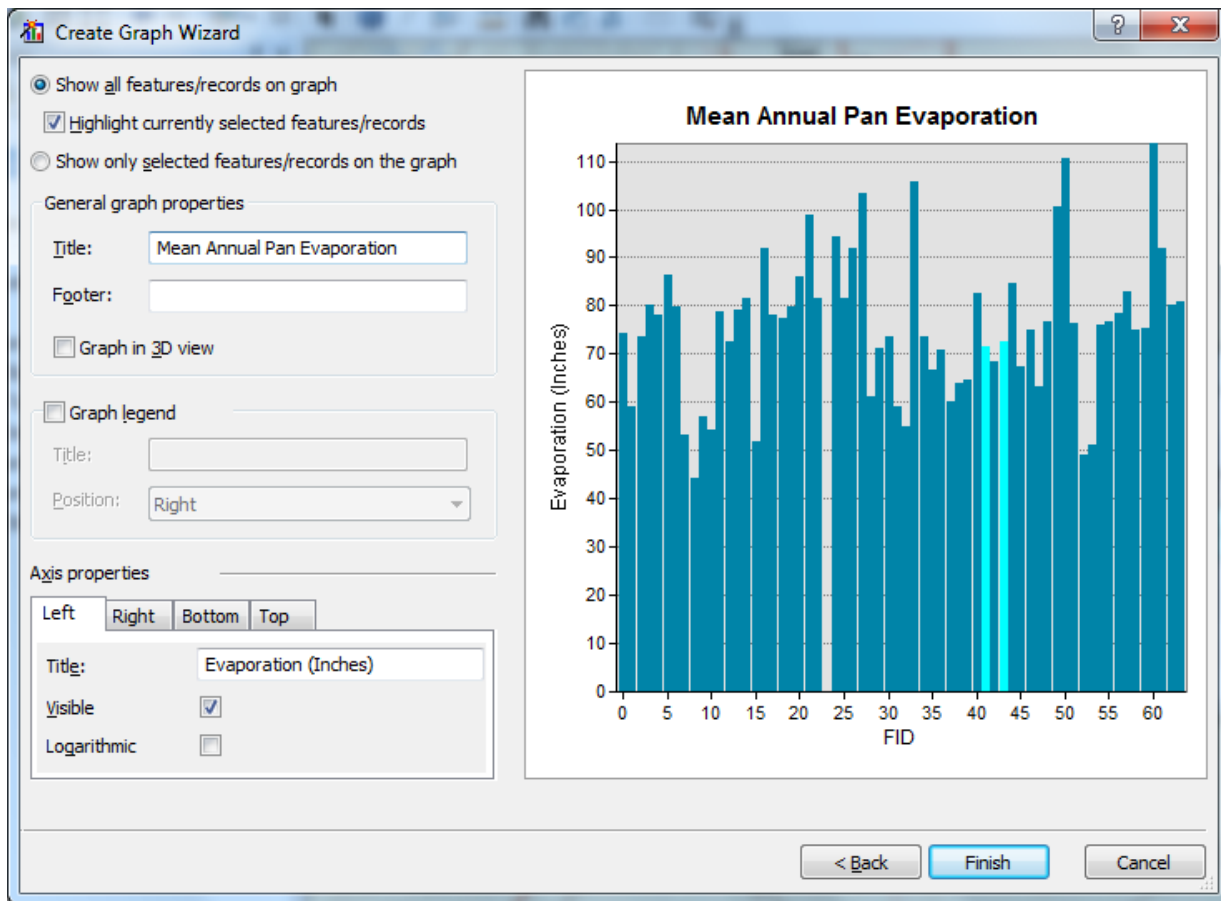 Create Graph Wizard
?
X
Show all features/records on graph
Highlight currently selected features/records
Show only selected features/records on the graph
General graph properties
Title: Mean Annual Pan Evaporation
Footer:
Graph in 3D view
Graph legend
Title:
Position: Right
Axis properties
Left Right Bottom Top
Title: Evaporation (Inches)
Visible
Logarithmic
Mean Annual Pan Evaporation
Evaporation (Inches)
110
100
90
80
70
60
50
40
30
20
10
0
0 5 10 15 20 25 30 35 40 45 50 55 60
FID
< Back Finish Cancel